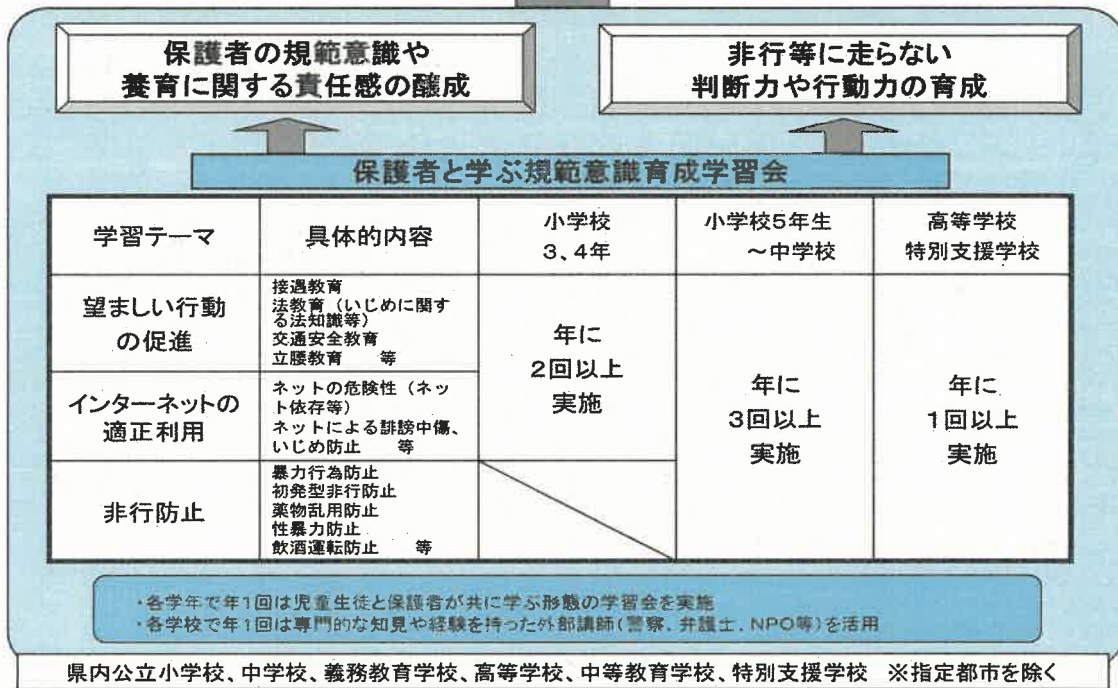 保護者の規範意識や
養育に関する責任感の醸成
非行等に走らない
判断力や行動力の育成
保護者と学ぶ規範意識育成学習会
学習テーマ
具体的内容
小学校
3、4年
小学校5年生
~中学校
高等学校
特別支援学校
望ましい行動
の促進
接遇教育
法教育（いじめに関す
る法知識等）
交通安全教育
立腰教育　等
年に
2回以上
実施
年に
3回以上
実施
年に
1回以上
実施
インターネットの
適正利用
ネットの危険性（ネッ
ト依存等）
ネットによる誹謗中傷、
いじめ防止　等
非行防止
暴力行為防止
初発型非行防止
薬物乱用防止
性暴力防止
飲酒運転防止　等
・各学年で年1回は児童生徒と保護者が共に学ぶ形態の学習会を実施
・各学校で年1回は専門的な知見や経験を持った外部講師(警察、弁護士、NPO等)を活用
県内公立小学校、中学校、義務教育学校、高等学校、中等教育学校、特別支援学校　※指定都市を除く